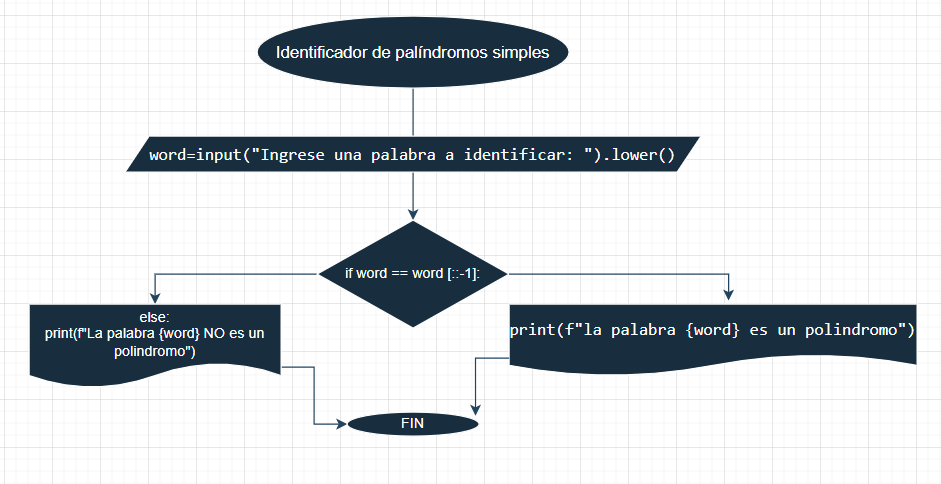 Identificador de palíndromos simples
word=input("Ingrese una palabra a identificar: ").lower()
if word == word [::-1]:
else:
print(f"La palabra {word} NO es un
polindromo")
print(f"la palabra {word} es un polindromo")
FIN